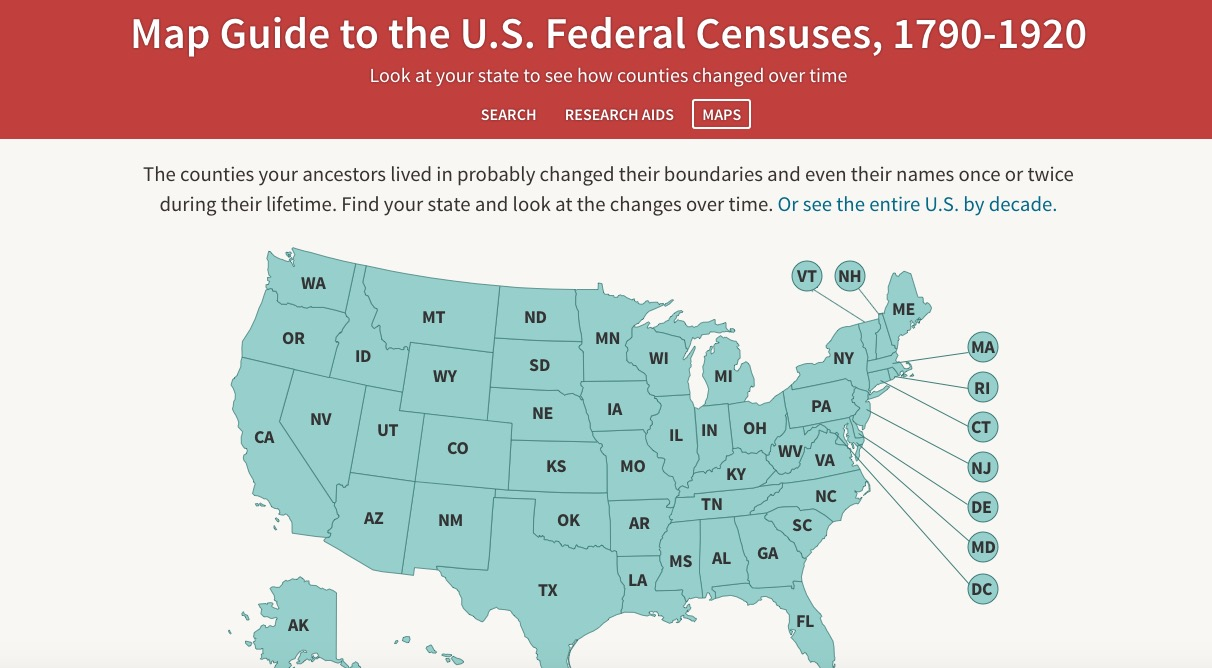 Map Guide to the U.S. Federal Censuses, 1790-1920
Look at your state to see how counties changed over time
SEARCH RESEARCH AIDS MAPS
The counties your ancestors lived in probably changed their boundaries and even their names once or twice
during their lifetime. Find your state and look at the changes over time. Or see the entire U.S. by decade.
VT NH
WA
ME
MT ND
OR MN
MA
ID WI NY
SD
WY MI
RI
NE IA PA
NV
UT CT
CA IL IN OH
CO WV
VA
KS MO NJ
KY
NC
TN
DE
AZ NM OK AR SC
MD
MS AL GA
LA
TX DC
FL
AK